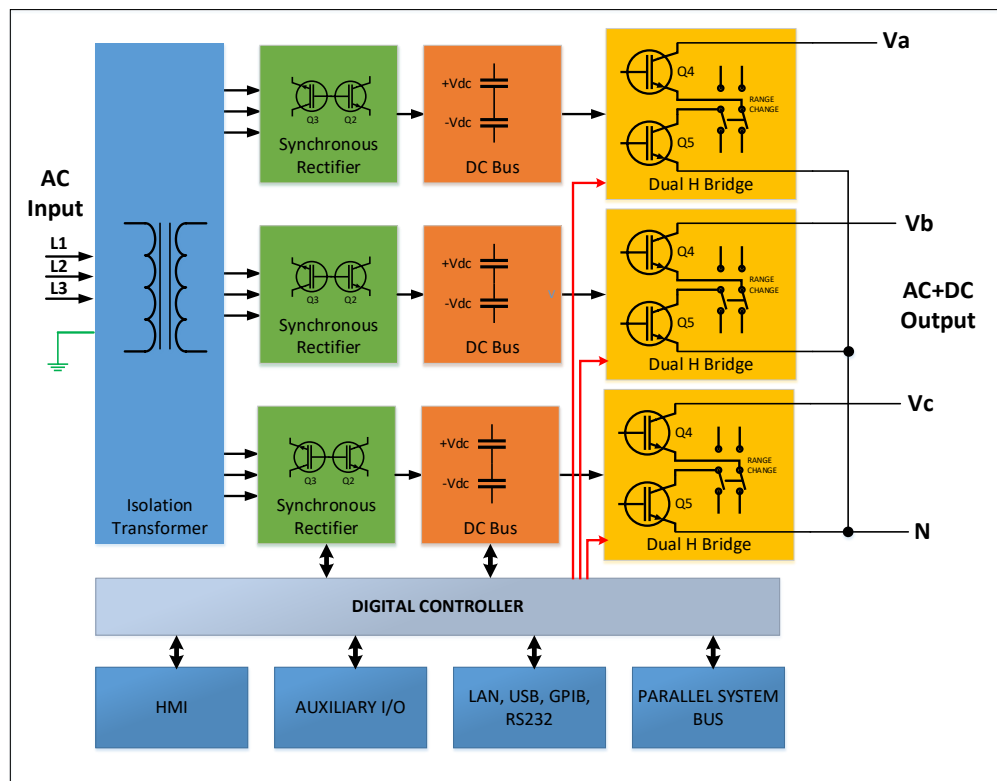 AC
Input
L1
L2
L3
Isolation
Transformer
Q3
Q2
Synchronous
Rectifier
+Vdc
-Vdc
DC Bus
Q4
Q5
RANGE
CHANGE
Dual H Bridge
Va
Q3
Q2
Synchronous
Rectifier
+Vdc
-Vdc
V
DC Bus
Q4
Q5
RANGE
CHANGE
Dual H Bridge
Vb
AC+DC
Output
Q3
Q2
Synchronous
Rectifier
+Vdc
-Vdc
DC Bus
Q4
Q5
RANGE
CHANGE
Dual H Bridge
Vc
N
DIGITAL CONTROLLER
HMI
AUXILIARY I/O
LAN, USB, GPIB,
RS232
PARALLEL SYSTEM
BUS